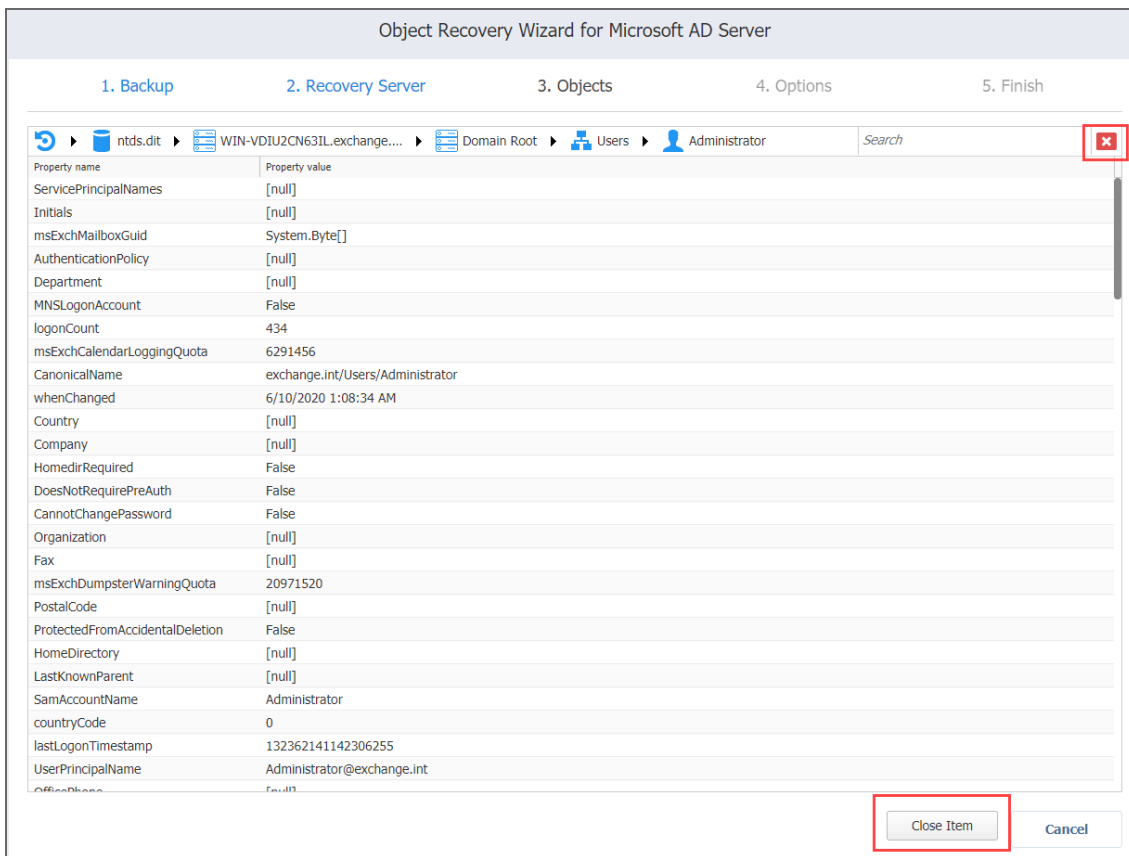 Object Recovery Wizard for Microsoft AD Server
1. Backup 2. Recovery Server 3. Objects 4. Options 5. Finish
ntds.dit WIN-VDIU2CN63IL.exchange.... Domain Root Users Administrator Search
Property name Property value
ServicePrincipalNames [null]
Initials [null]
msExchMailboxGuid System.Byte[]
AuthenticationPolicy [null]
Department [null]
MNSLogonAccount False
logonCount 434
msExchCalendarLoggingQuota 6291456
CanonicalName exchange.int/Users/Administrator
whenChanged 6/10/2020 1:08:34 AM
Country [null]
Company [null]
HomedirRequired False
DoesNotRequirePreAuth False
CannotChangePassword False
Organization [null]
Fax [null]
msExchDumpsterWarningQuota 20971520
PostalCode [null]
ProtectedFromAccidentalDeletion False
HomeDirectory [null]
LastKnownParent [null]
SamAccountName Administrator
countryCode 0
lastLogonTimestamp 132362141142306255
UserPrincipalName Administrator@exchange.int
OfficePhone [null]
Close Item Cancel